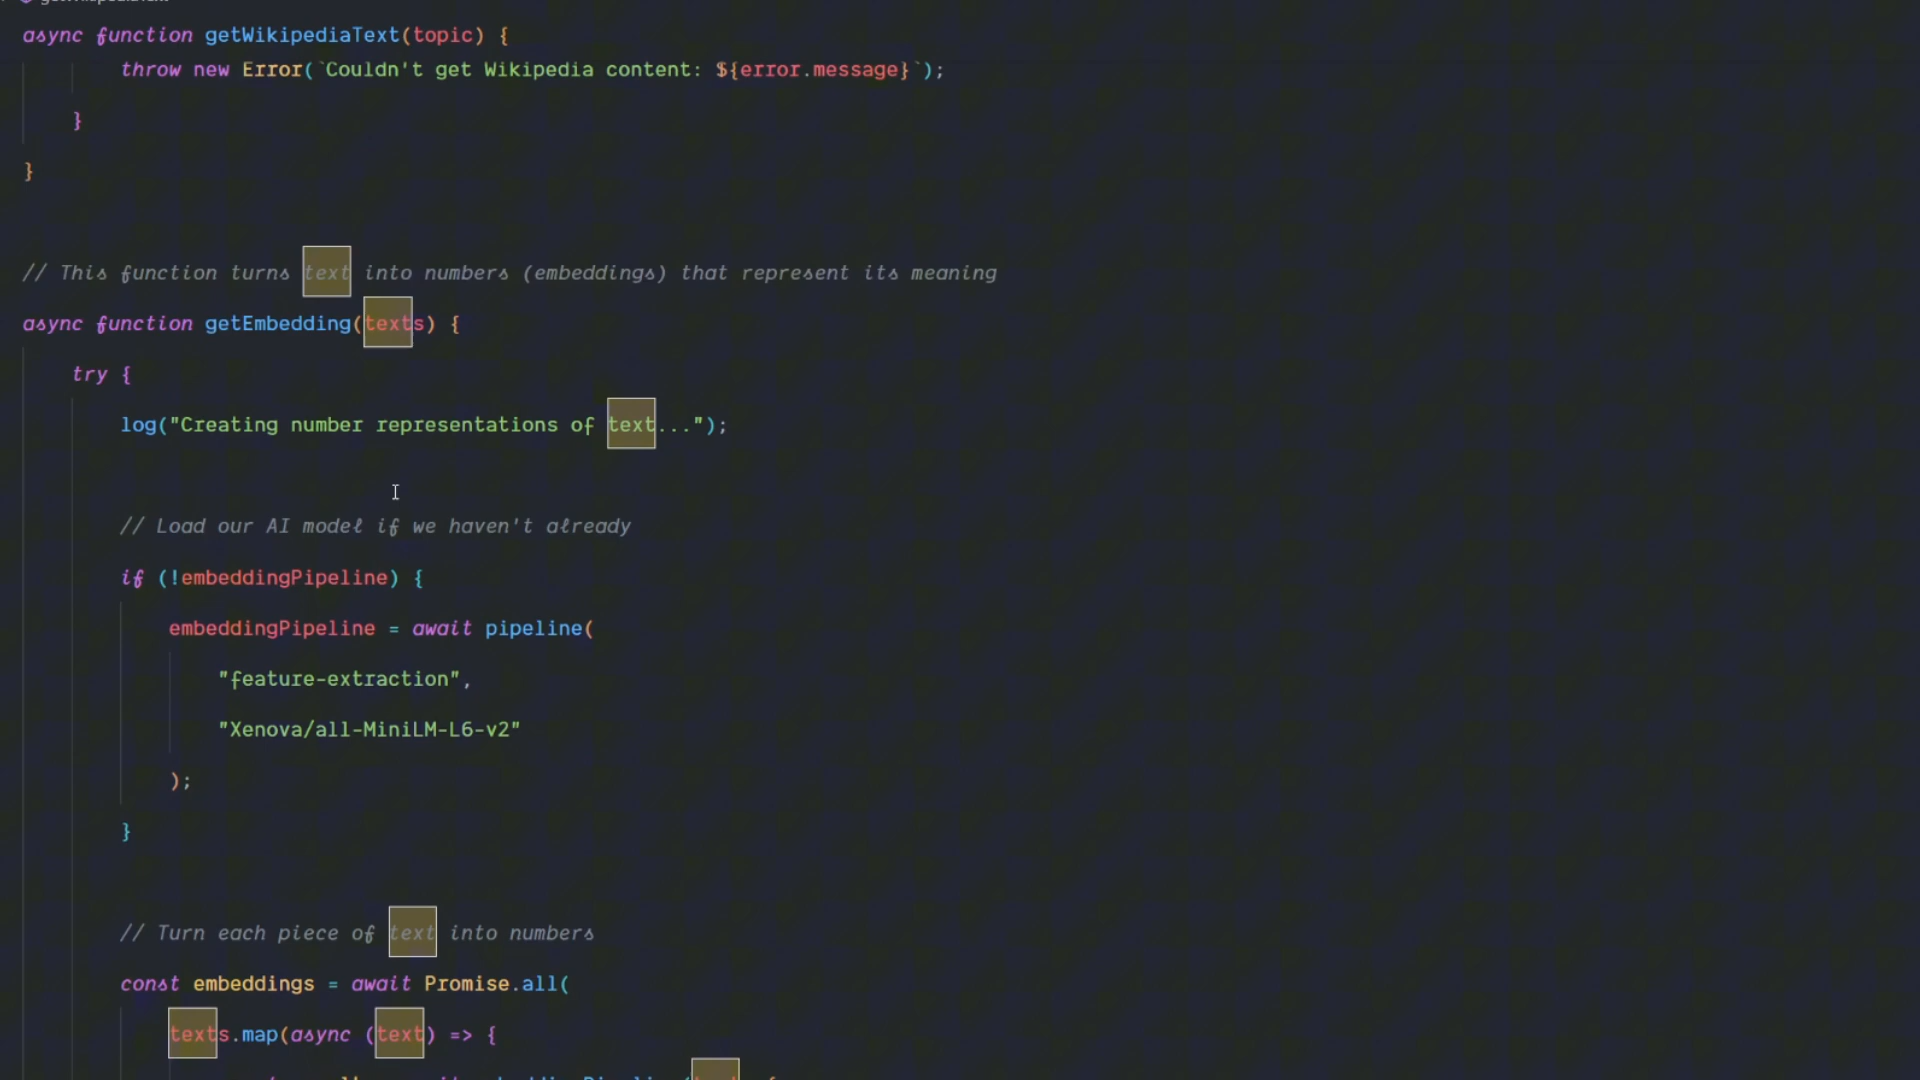 async function getWikipediaText(topic) {
throw new Error(`Couldn't get Wikipedia content: ${error.message}`);
}
}
// This function turns text into numbers (embeddings) that represent its meaning
async function getEmbedding(texts) {
try {
log("Creating number representations of text...");
// Load our AI model if we haven't already
if (!embeddingPipeline) {
embeddingPipeline = await pipeline(
"feature-extraction",
"Xenova/all-MiniLM-L6-v2"
);
}
// Turn each piece of text into numbers
const embeddings = await Promise.all(
texts.map(async (text) => {